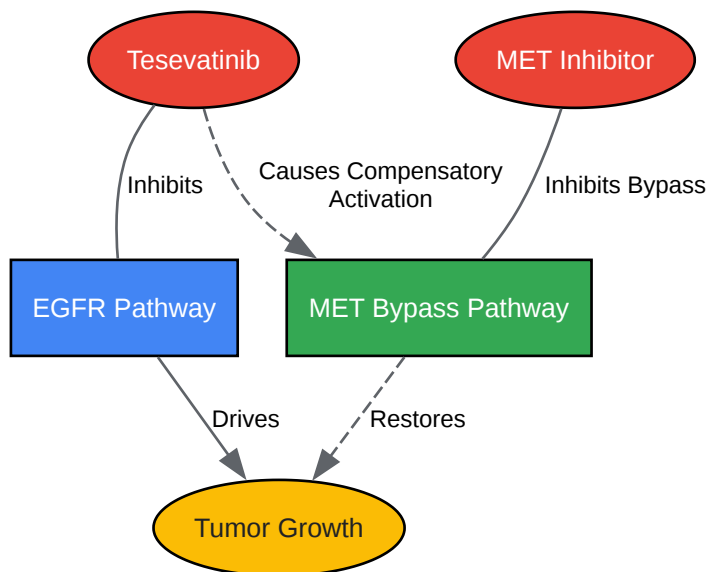 Tesevatinib
MET Inhibitor
Inhibits
Causes Compensatory
Activation
Inhibits Bypass
EGFR Pathway
MET Bypass Pathway
Drives
Restores
Tumor Growth